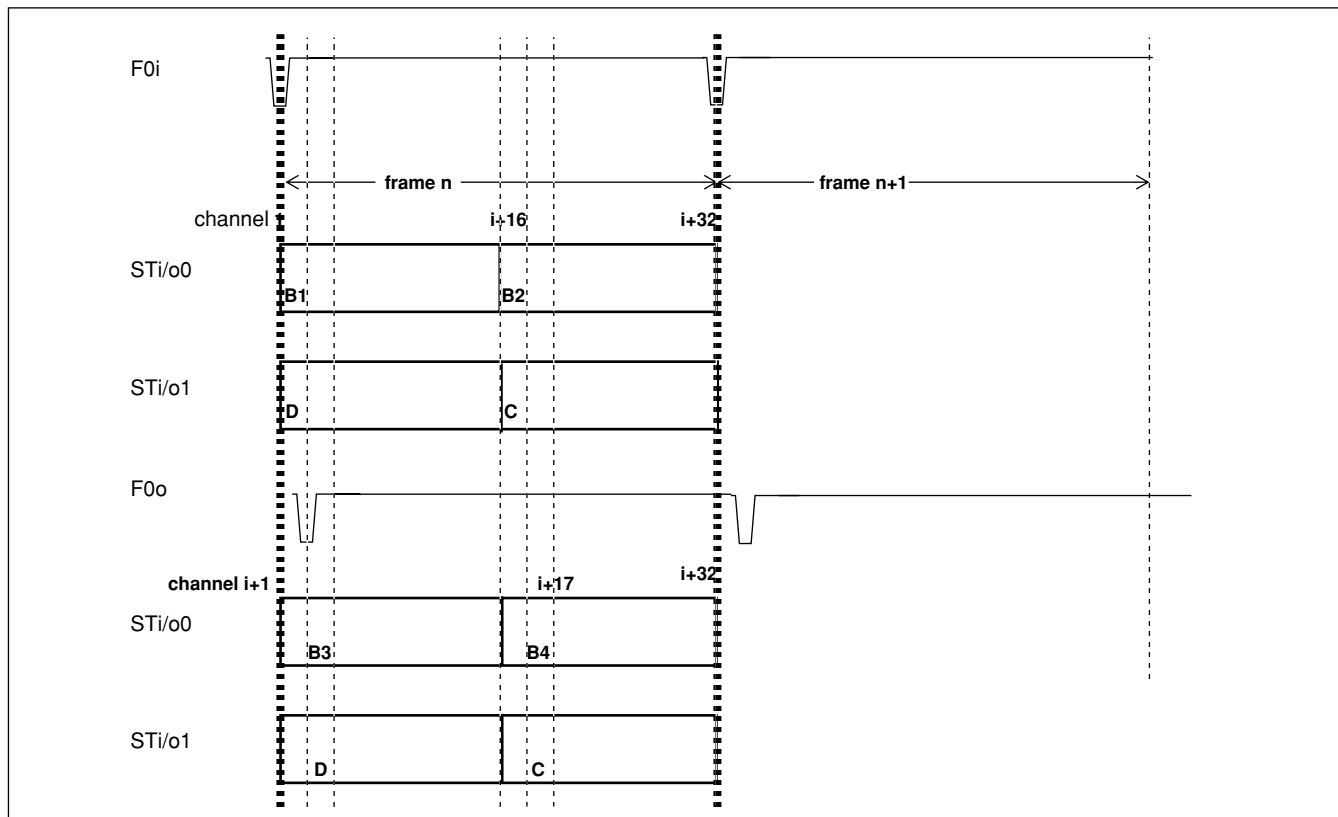 F0i
frame n
frame n+1
channel i
i+16
i+32
STi/o0
B1
B2
STi/o1
D
C
F0o
channel i+1
i+17
i+32
STi/o0
B3
B4
STi/o1
D
C